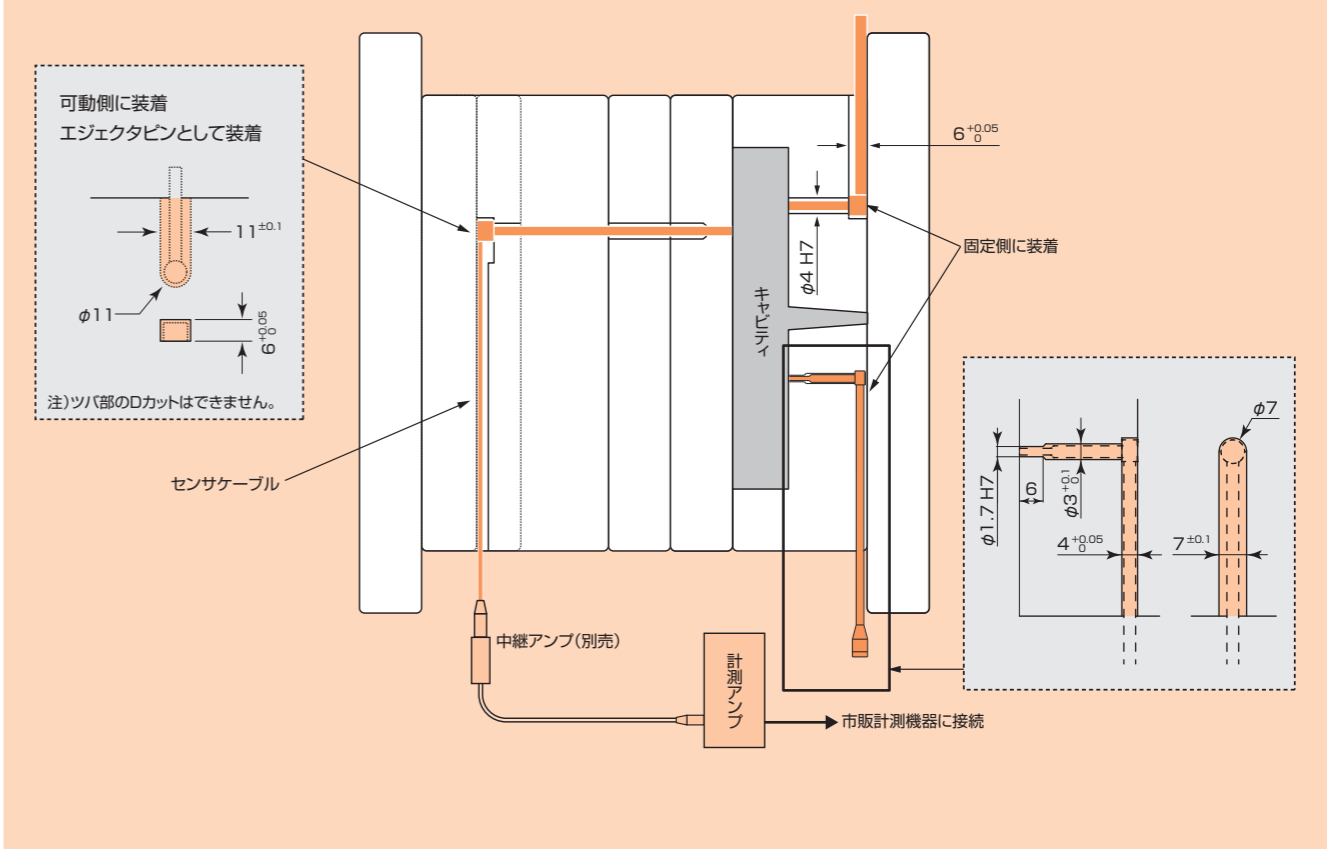 可動側に装着
エジェクタピンとして装着
11±0.1
φ11
6 +0.05 0
注)ツバ部のDカットはできません。
センサケーブル
中継アンプ(別売)
計測アンプ
市販計測機器に接続
キャビティ
φ4 H7
6 +0.05 0
固定側に装着
φ1.7 H7
6
φ3 +0.1 0
4 +0.05 0
7±0.1
φ7